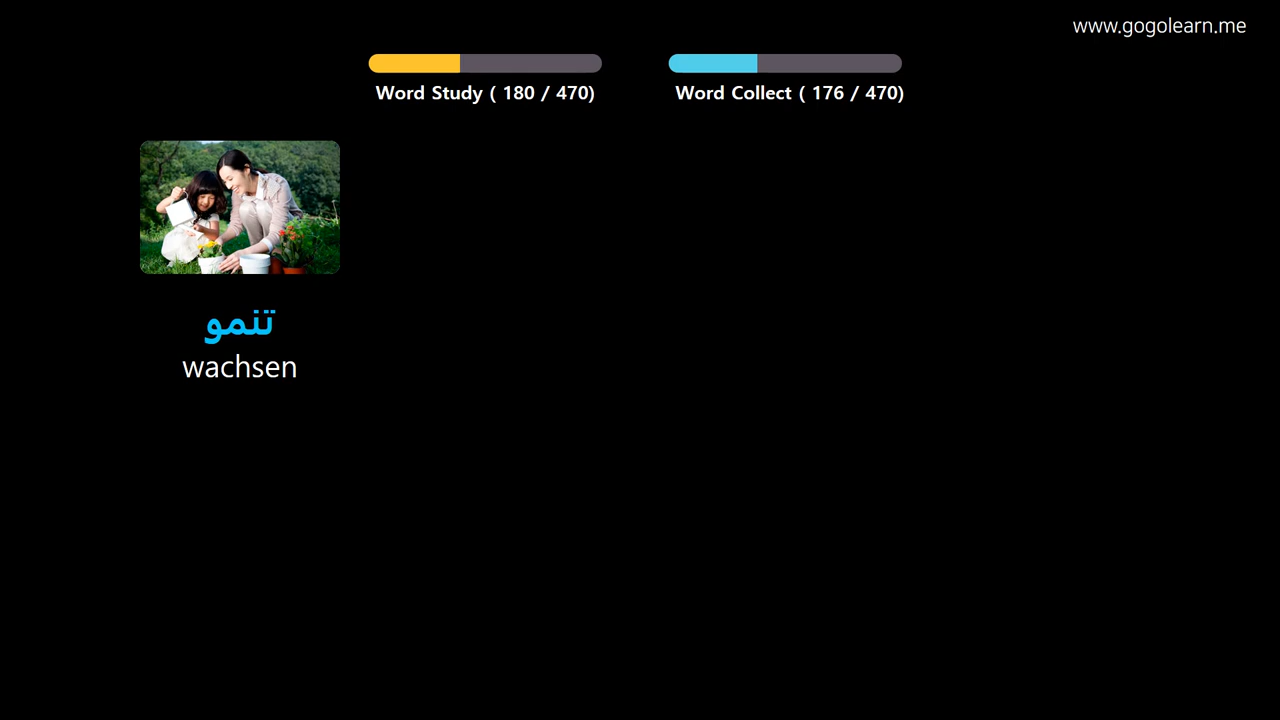 www.gogolearn.me
Word Study ( 180 / 470)
Word Collect ( 176 / 470)
تنمو
wachsen